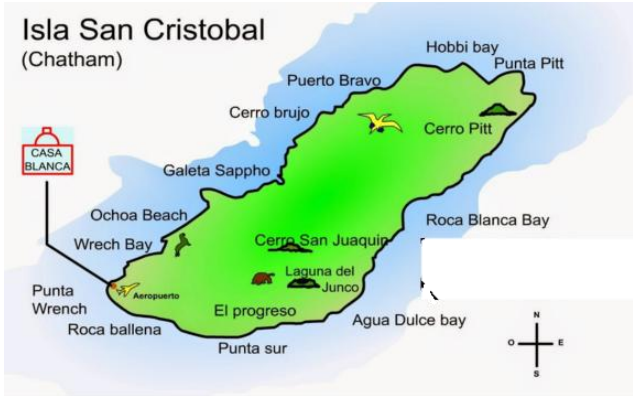 Isla San Cristobal
(Chatham)
Hobbi bay
Punta Pitt
Puerto Bravo
Cerro brujo
Cerro Pitt
CASA
BLANCA
Galeta Sappho
Ochoa Beach
Roca Blanca Bay
Wrech Bay
Cerro San Juaquin
Laguna del
Junco
Punta
Wrench
Aeropuerto
El progreso
Roca ballena
Agua Dulce bay
Punta sur
N
O E
S